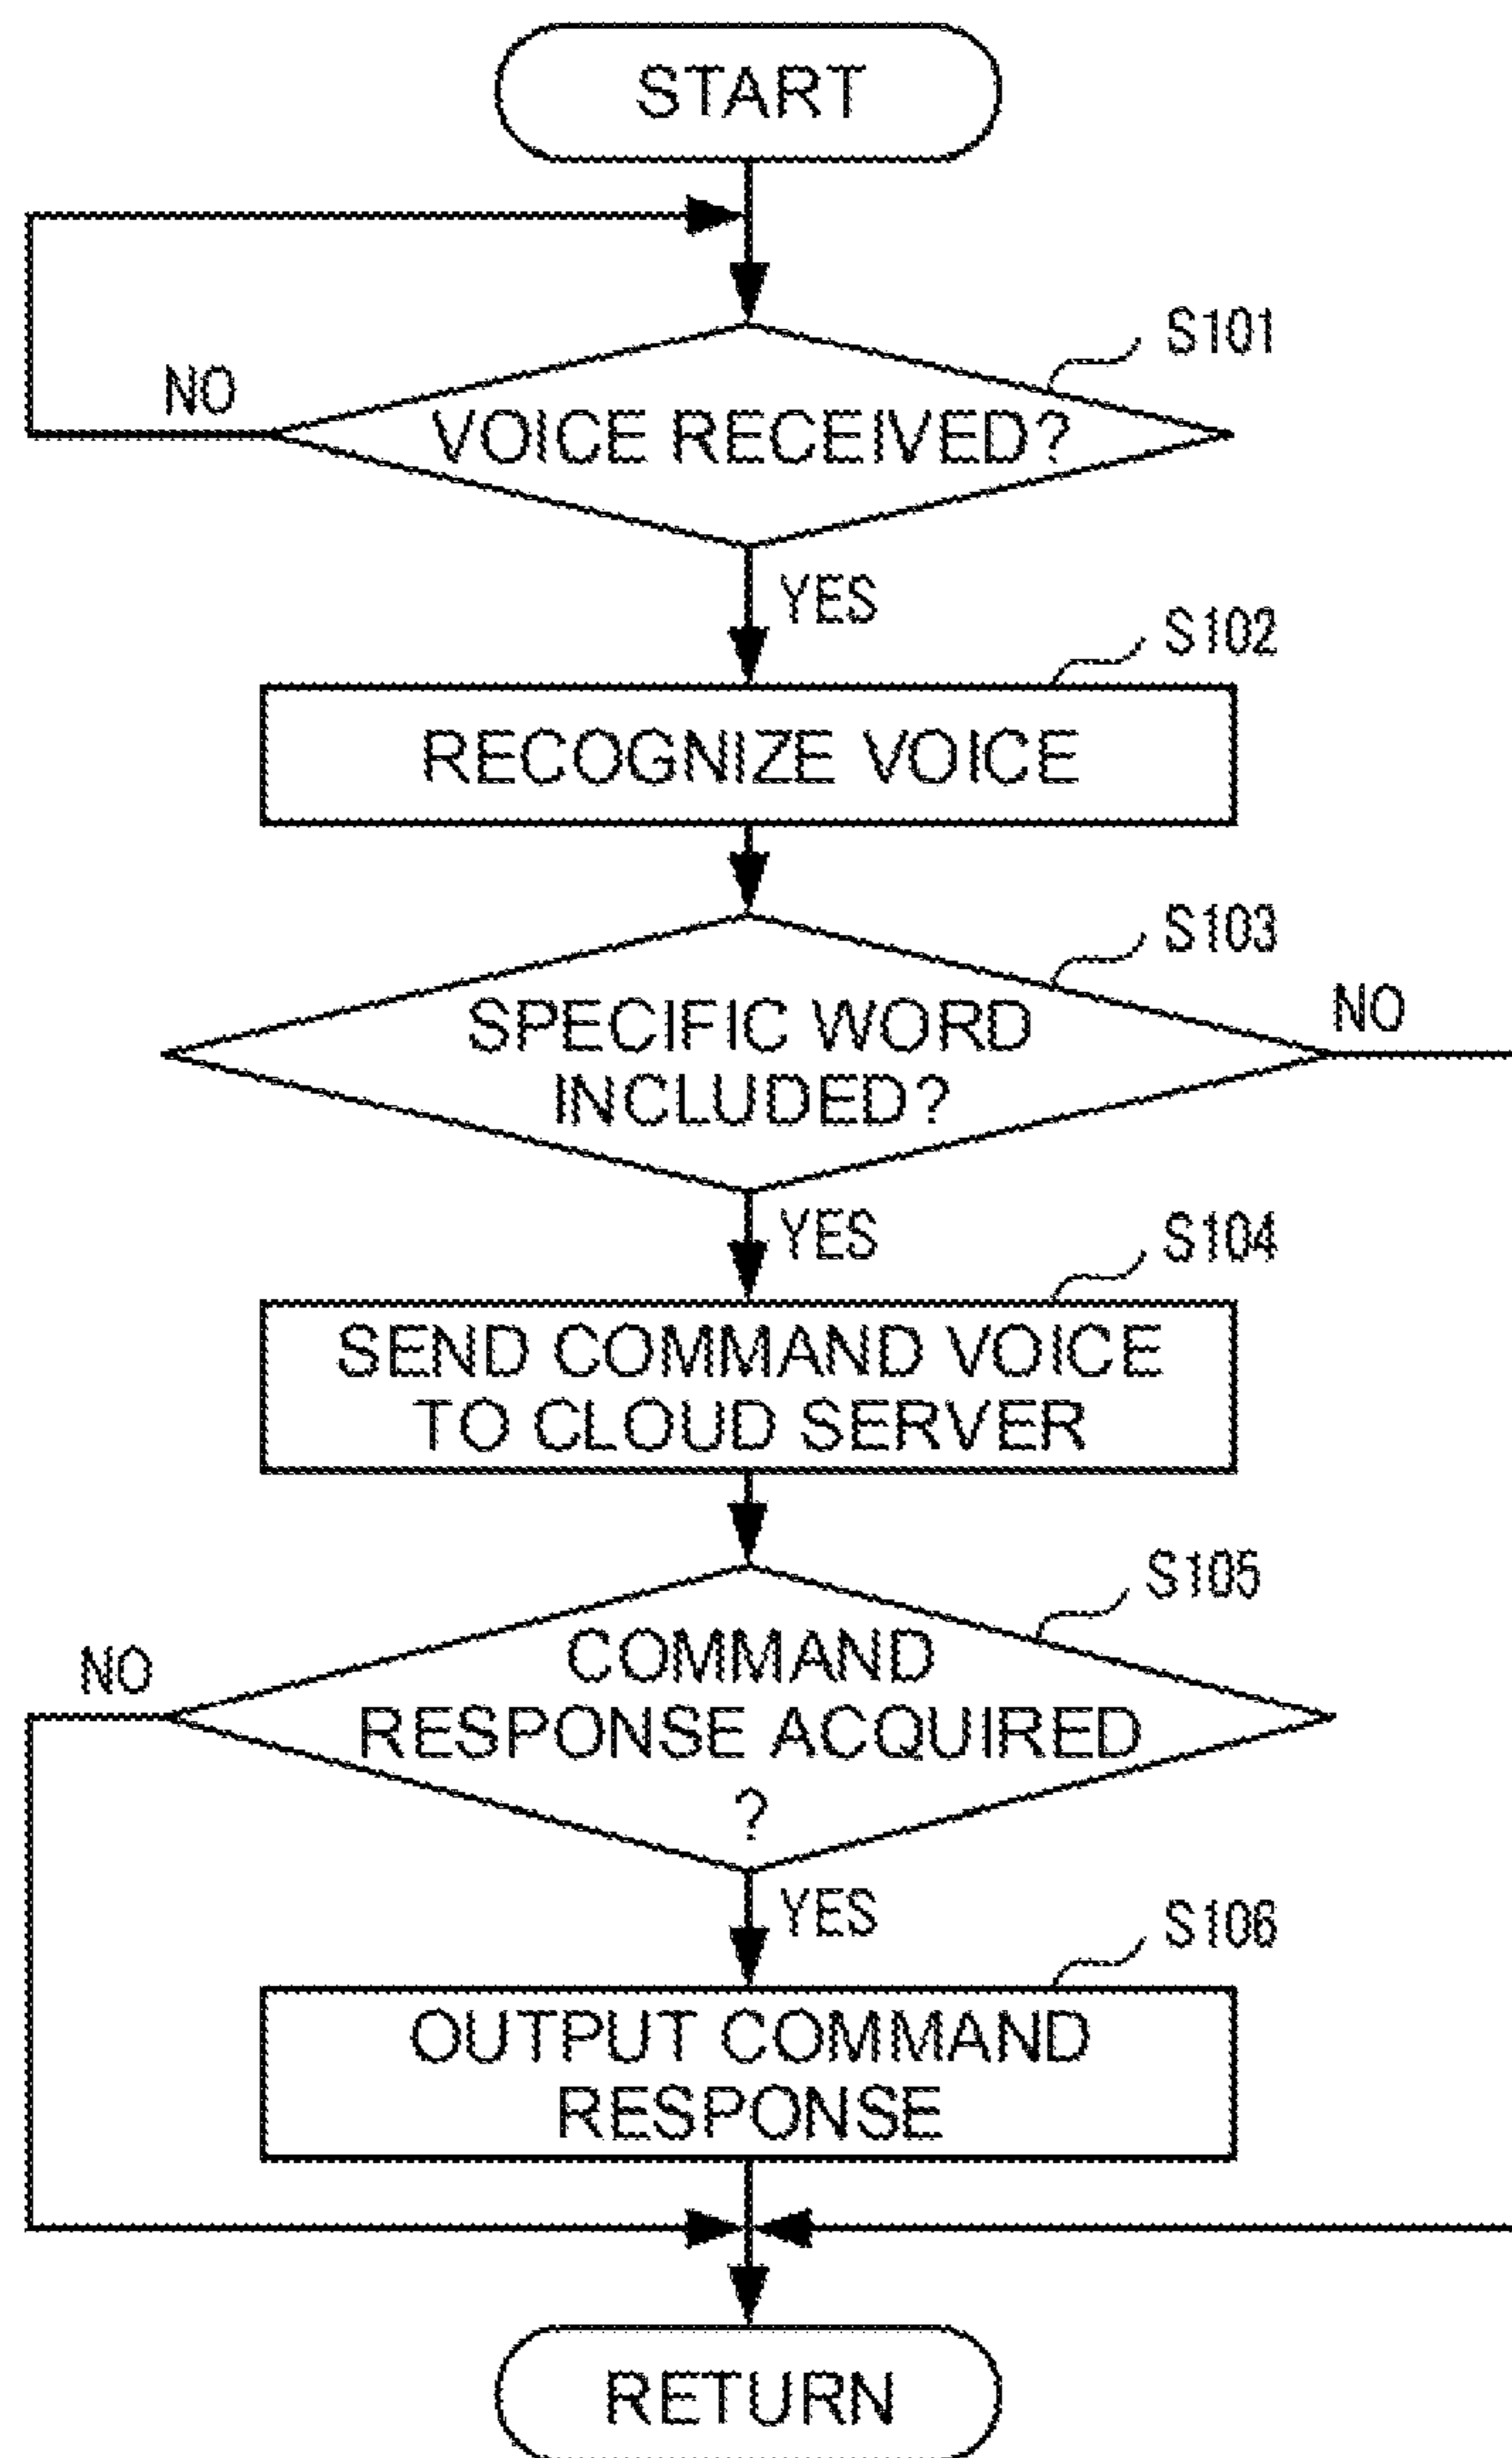 START
S101
NO
VOICE RECEIVED?
YES
S102
RECOGNIZE VOICE
S103
SPECIFIC WORD
INCLUDED?
NO
YES
S104
SEND COMMAND VOICE
TO CLOUD SERVER
S105
NO
COMMAND
RESPONSE ACQUIRED
?
YES
S106
OUTPUT COMMAND
RESPONSE
RETURN